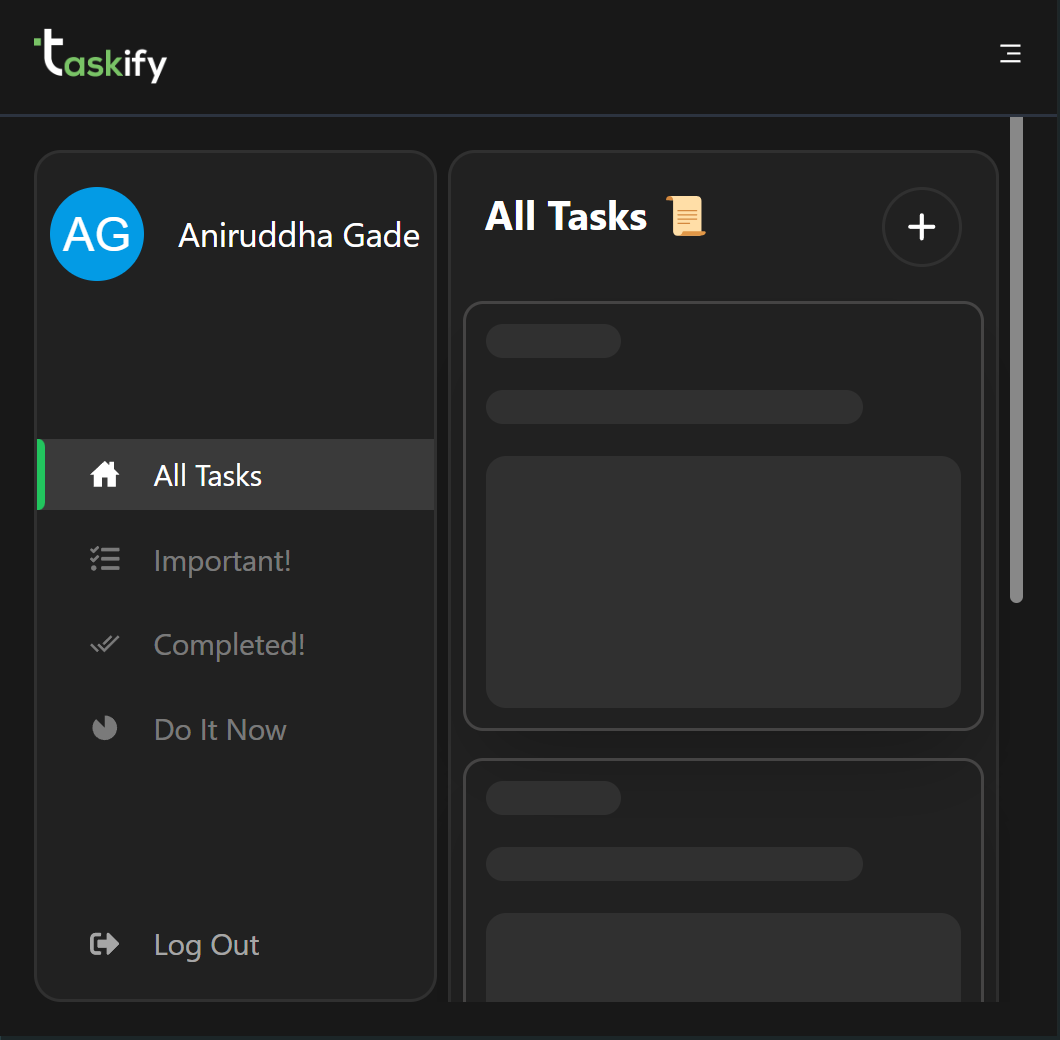 taskify
AG
Aniruddha Gade
All Tasks
Important!
Completed!
Do It Now
Log Out
All Tasks 📜